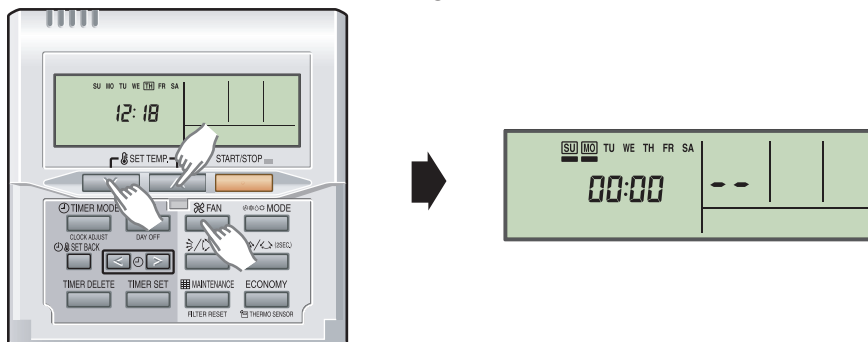 SU MO TU WE TH FR SA
12:18
SET TEMP. START/STOP
TIMER MODE FAN MODE
CLOCK ADJUST DAY OFF
SET BACK (2SEC.)
< >
TIMER DELETE TIMER SET MAINTENANCE ECONOMY
FILTER RESET THERMO SENSOR
SU MO TU WE TH FR SA
00:00 --